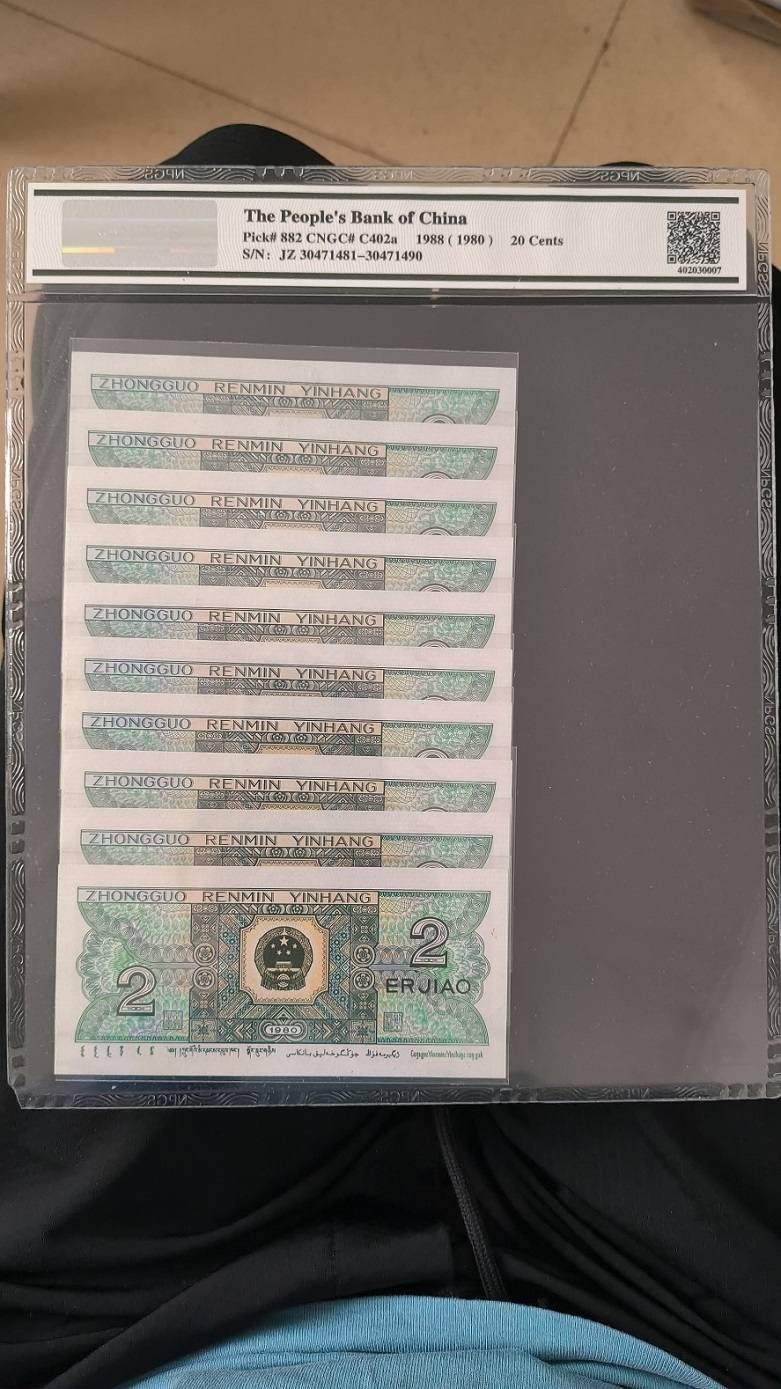 The People's Bank of China
Pick# 882 CNGC# C402a 1988 ( 1980 ) 20 Cents
S/N: JZ 30471481-30471490
402030007
ZHONGGUO RENMIN YINHANG
ZHONGGUO RENMIN YINHANG
ZHONGGUO RENMIN YINHANG
ZHONGGUO RENMIN YINHANG
ZHONGGUO RENMIN YINHANG
ZHONGGUO RENMIN YINHANG
ZHONGGUO RENMIN YINHANG
ZHONGGUO RENMIN YINHANG
ZHONGGUO RENMIN YINHANG
ZHONGGUO RENMIN YINHANG
2
ERJIAO
2
1980
NPGS